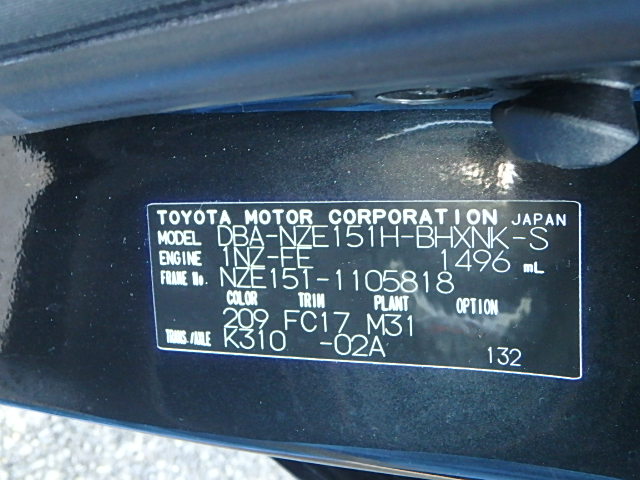 TOYOTA MOTOR CORPORATION JAPAN
MODEL DBA-NZE151H-BHXNK-S
ENGINE 1NZ-FE 1496 mL
FRAME No. NZE151-1105818
COLOR TRIM PLANT OPTION
209 FC17 M31
TRANS./AXLE K310 -02A 132